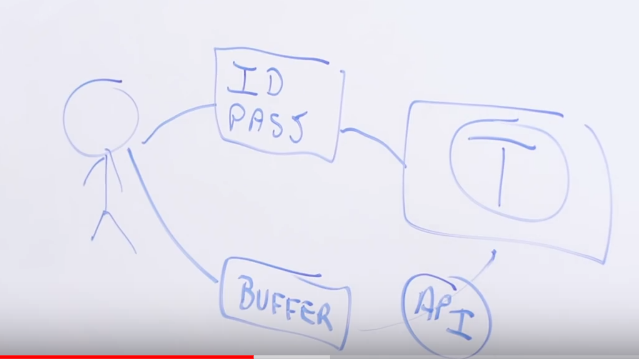 ID
PASS
T
BUFFER
API